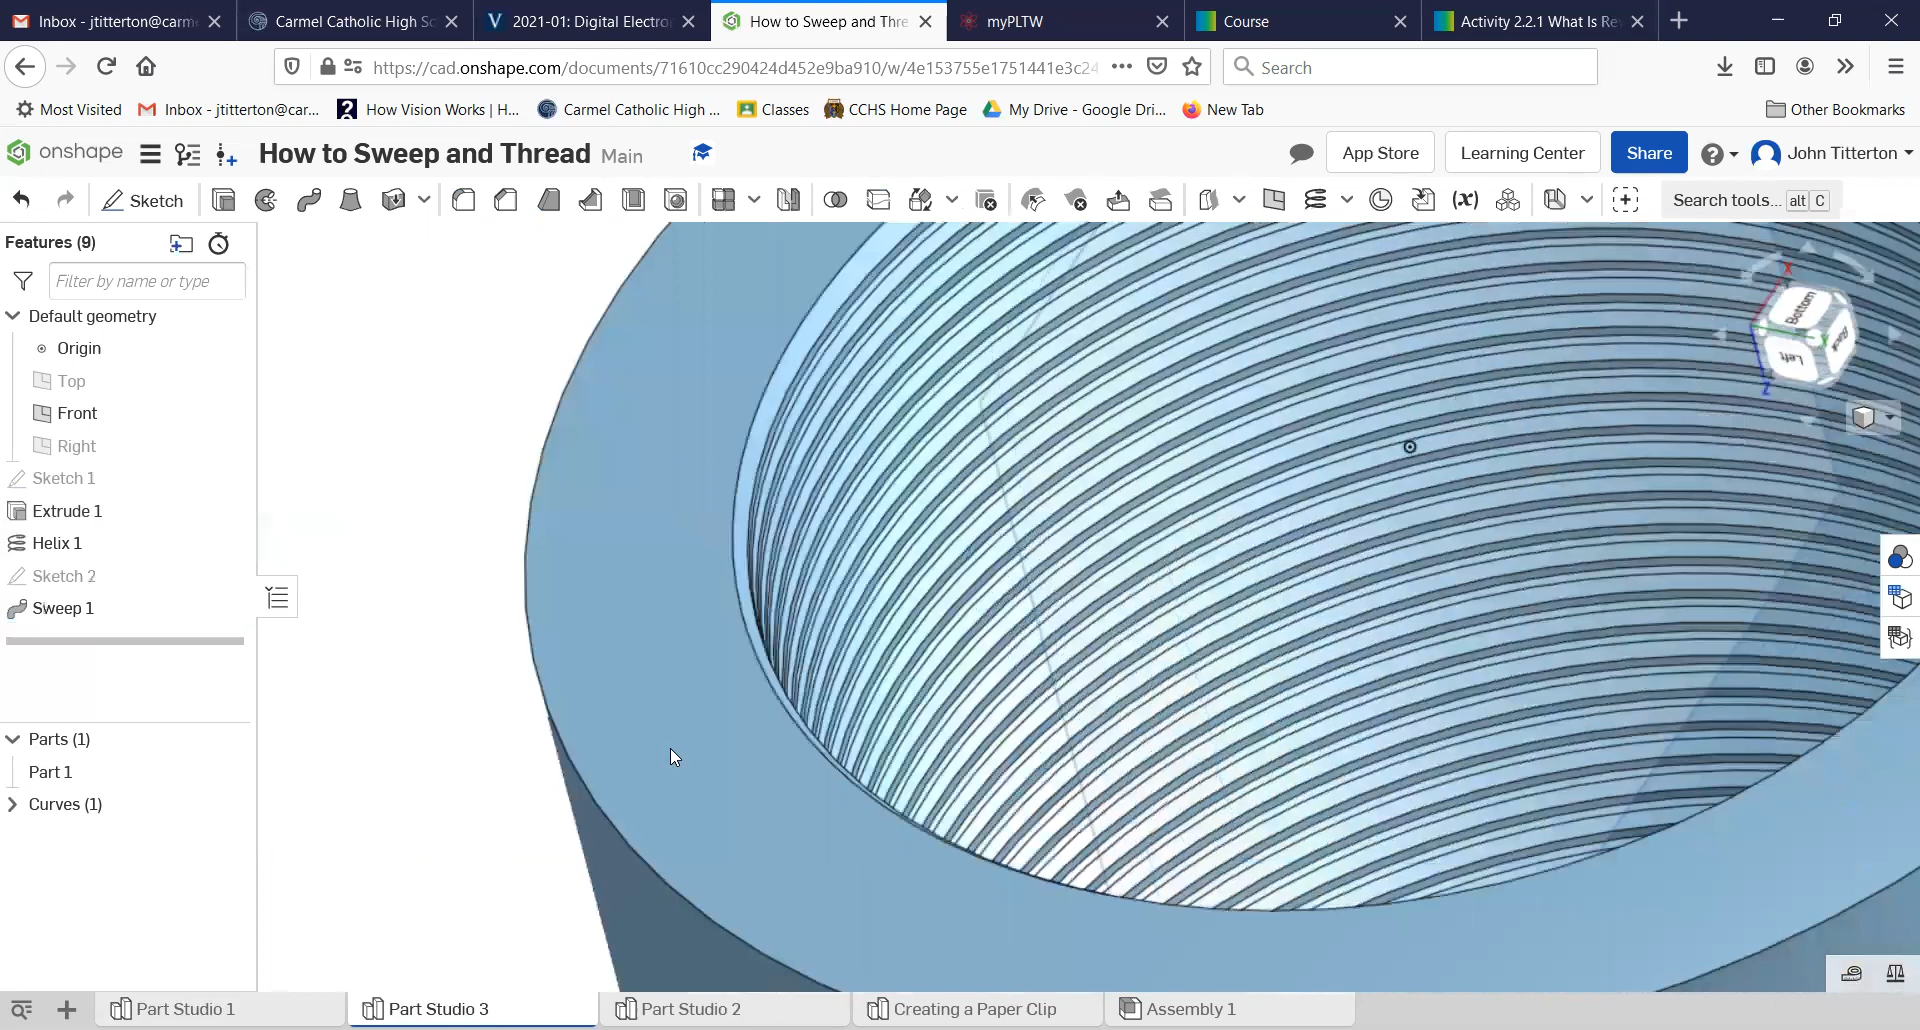 Inbox - jtitterton@carm
Carmel Catholic High Sc
2021-01: Digital Electro
How to Sweep and Thre
myPLTW
Course
Activity 2.2.1 What Is Re
https://cad.onshape.com/documents/71610cc290424d452e9ba910/w/4e153755e1751441e3c24
Search
Most Visited
Inbox - jtitterton@car...
How Vision Works | H...
Carmel Catholic High ...
Classes
CCHS Home Page
My Drive - Google Dri...
New Tab
Other Bookmarks
onshape
How to Sweep and Thread Main
App Store
Learning Center
Share
John Titterton
Sketch
Search tools... alt C
Features (9)
Filter by name or type
Default geometry
Origin
Top
Front
Right
Sketch 1
Extrude 1
Helix 1
Sketch 2
Sweep 1
Parts (1)
Part 1
Curves (1)
X
Bottom
Back
Left
Y
Z
Part Studio 1
Part Studio 3
Part Studio 2
Creating a Paper Clip
Assembly 1